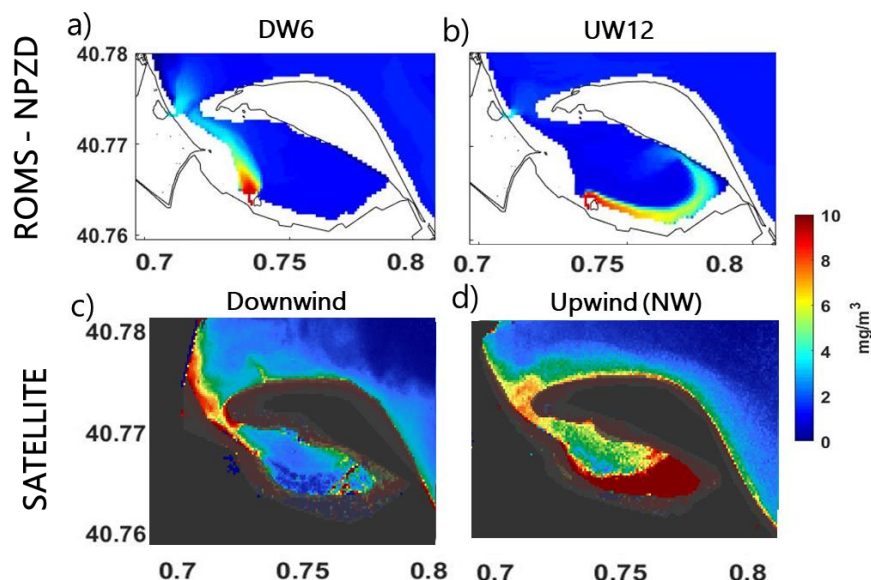 a) DW6 b) UW12
ROMS - NPZD
40.78
40.77
40.76
0.7 0.75 0.8 0.7 0.75 0.8
c) Downwind d) Upwind (NW)
SATELLITE
40.78
40.77
40.76
0.7 0.75 0.8 0.7 0.75 0.8
10
8
6
4
2
0
mg/m³